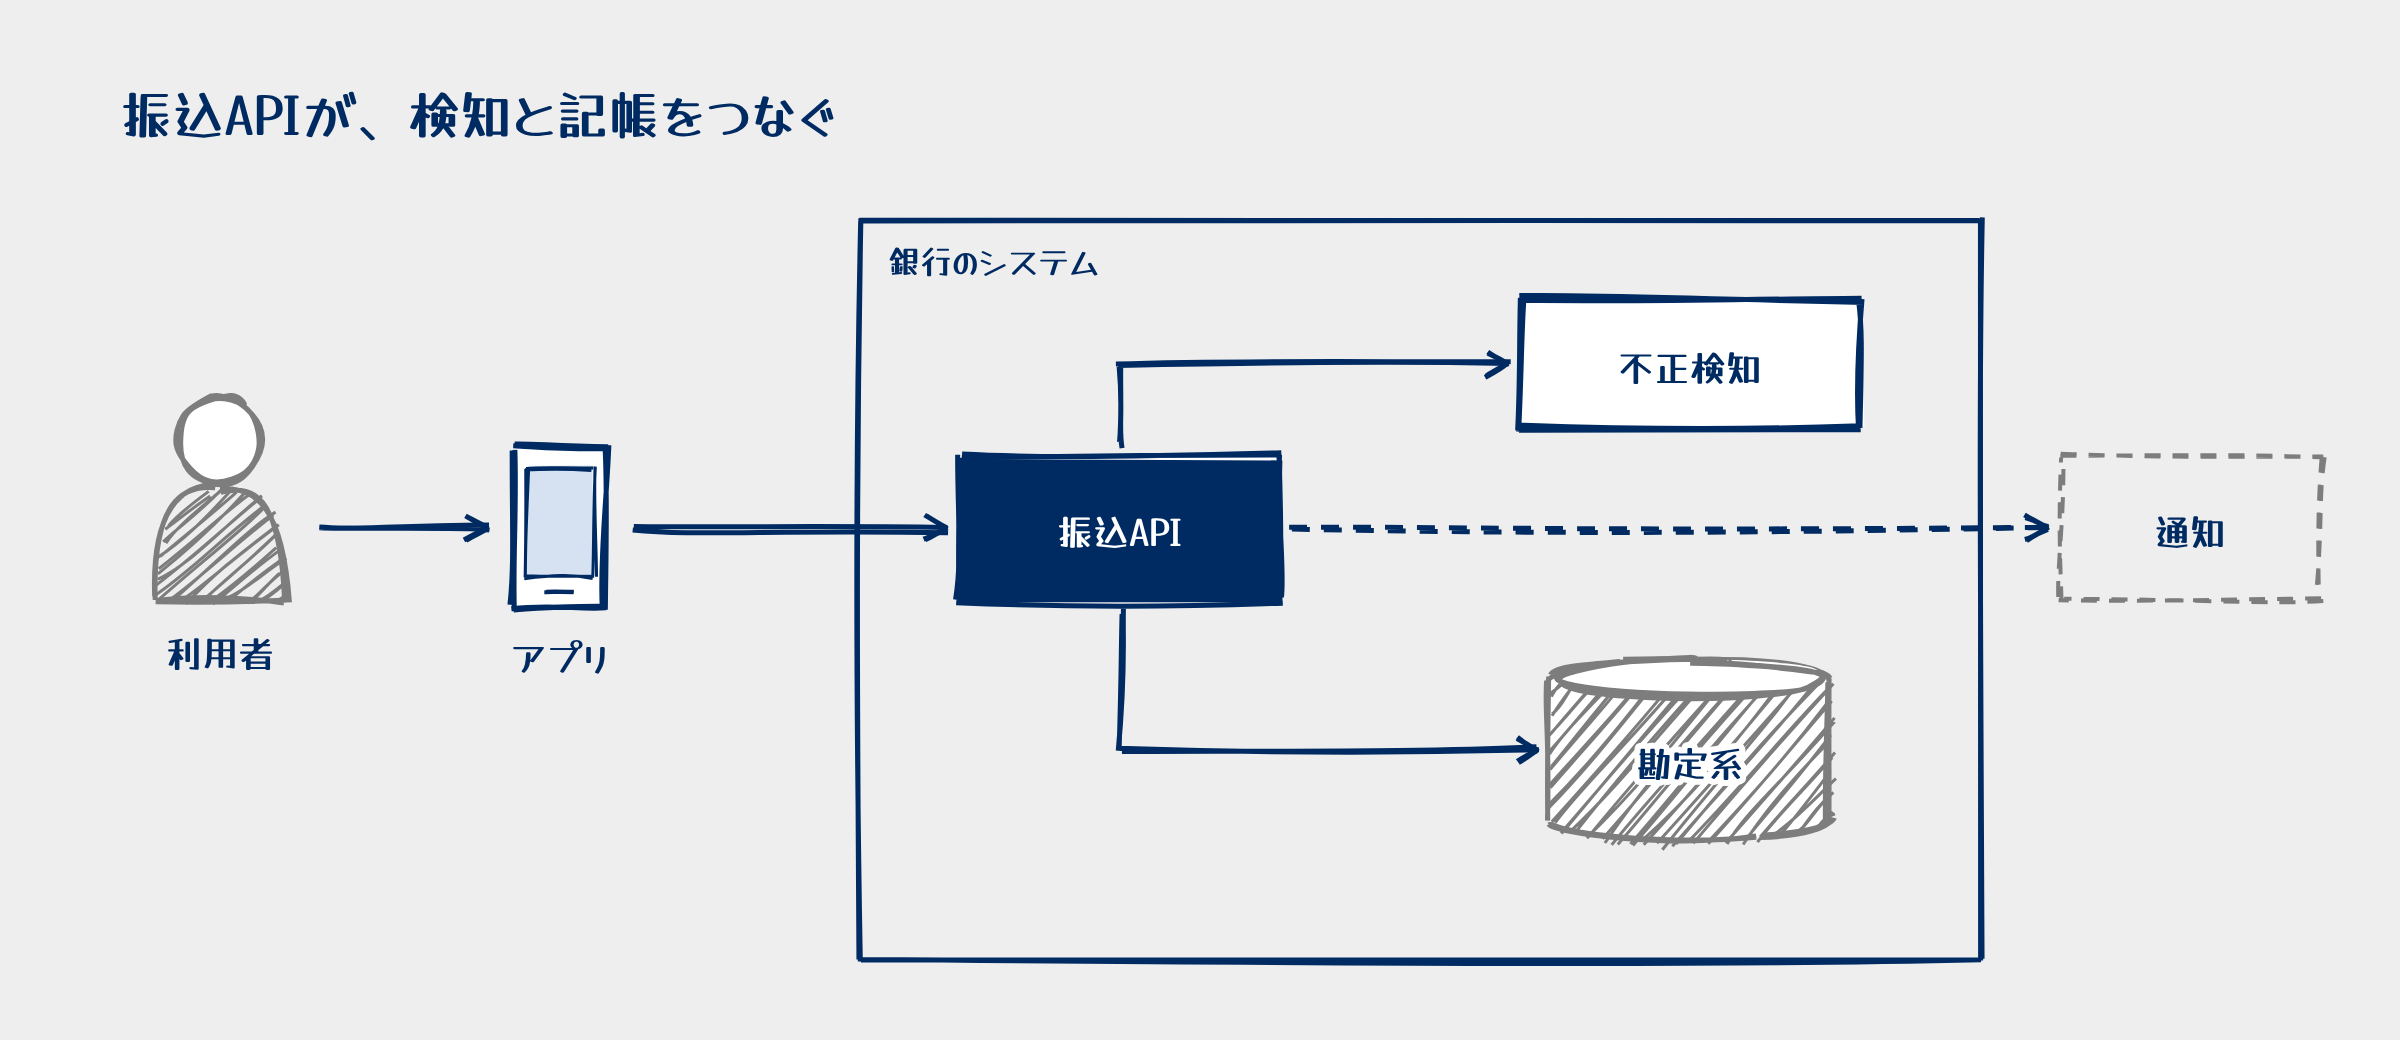 振込APIが、検知と記帳をつなぐ
銀行のシステム
不正検知
振込API
通知
利用者
アプリ
勘定系